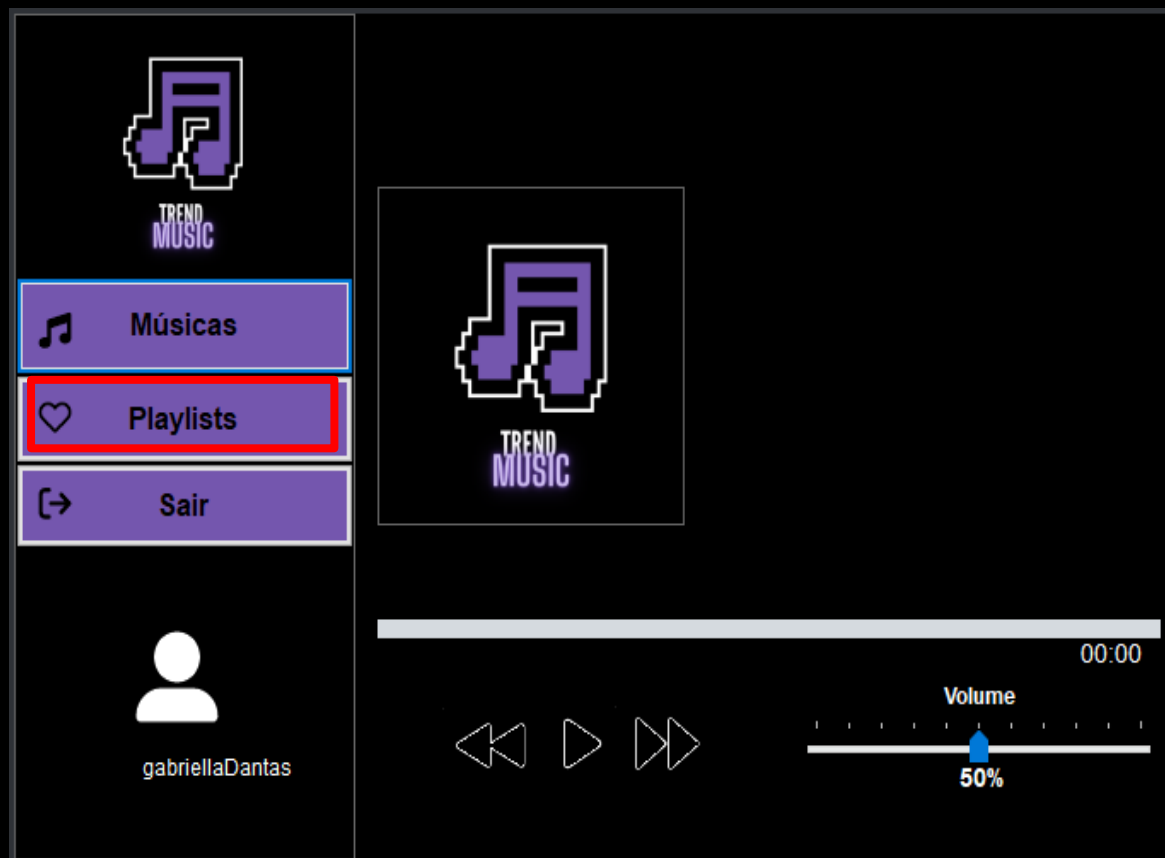 TREND
MUSIC
Músicas
Playlists
Sair
gabriellaDantas
TREND
MUSIC
00:00
Volume
50%